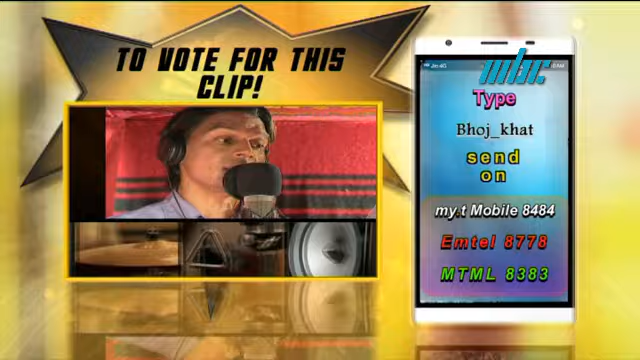 TO VOTE FOR THIS
CLIP!
mbc
Type
Bhoj_khat
send
on
my.t Mobile 8484
Emtel 8778
MTML 8383